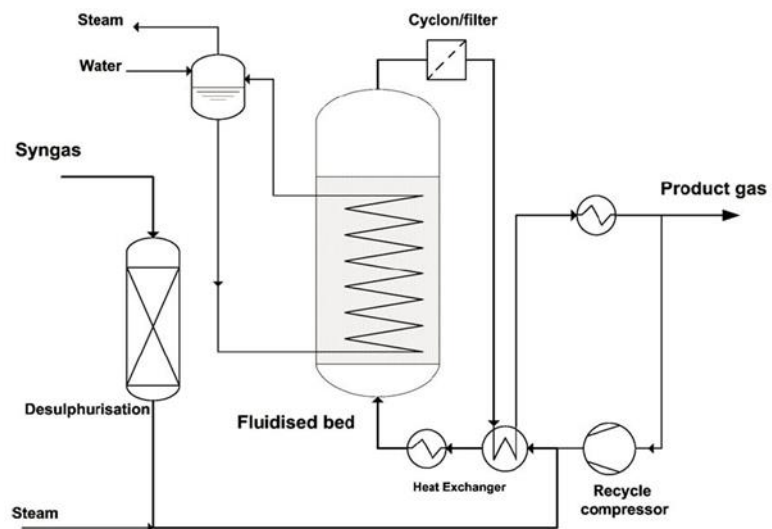 Steam
Cyclon/filter
Water
Syngas
Product gas
Desulphurisation
Fluidised bed
Heat Exchanger
Recycle
compressor
Steam